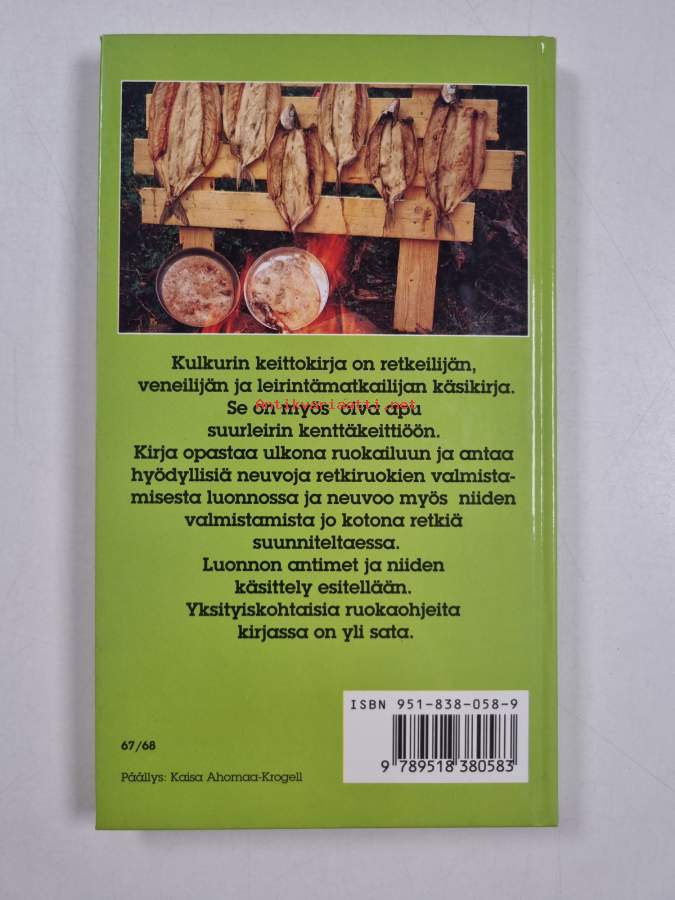 Kulkurin keittokirja on retkeilijän,
veneilijän ja leirintämatkailijan käsikirja.
Se on myös oiva apu
Antikvariaatti.net
suurleirin kenttäkeittiöön.
Kirja opastaa ulkona ruokailuun ja antaa
hyödyllisiä neuvoja retkiruokien valmista-
misesta luonnossa ja neuvoo myös niiden
valmistamista jo kotona retkiä
suunniteltaessa.
Luonnon antimet ja niiden
käsittely esitellään.
Yksityiskohtaisia ruokaohjeita
kirjassa on yli sata.
ISBN 951-838-058-9
9 789518 380583
67/68
Päällys: Kaisa Ahomaa-Krogell